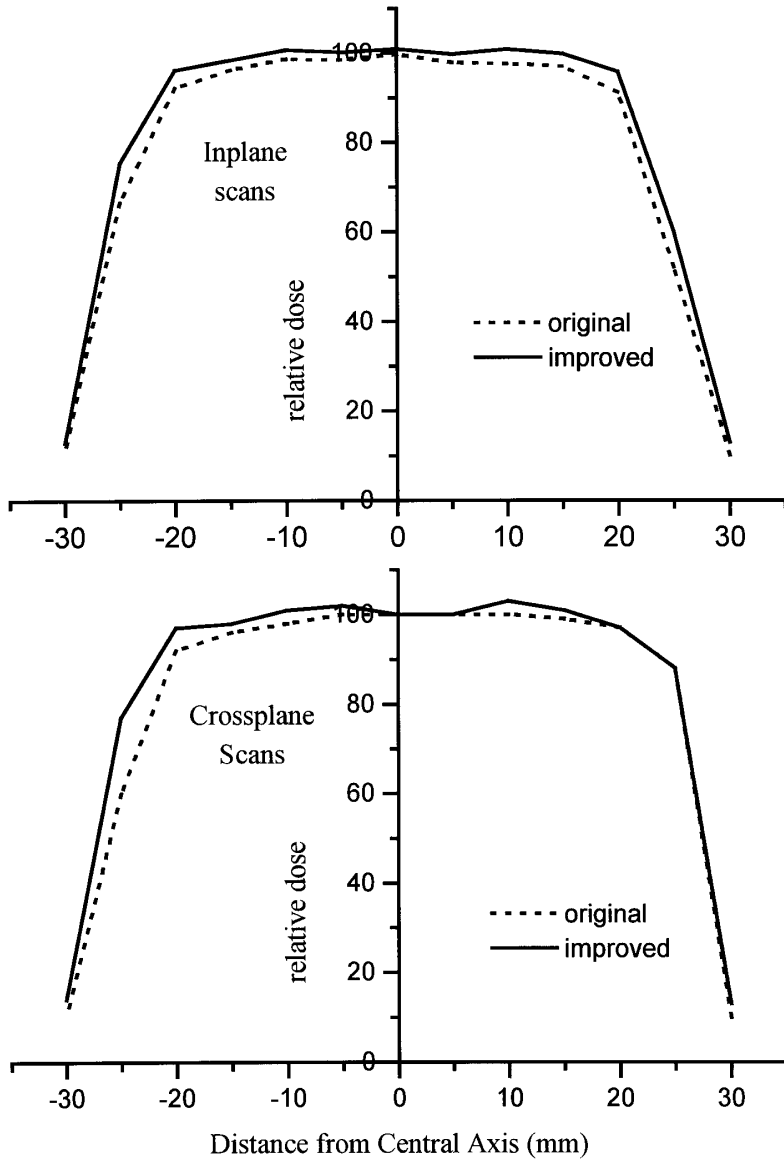 100
80
Inplane
scans
60
relative dose
40
original
improved
20
0
-30 -20 -10 0 10 20 30
100
80
Crossplane
Scans
60
relative dose
40
original
improved
20
0
-30 -20 -10 0 10 20 30
Distance from Central Axis (mm)